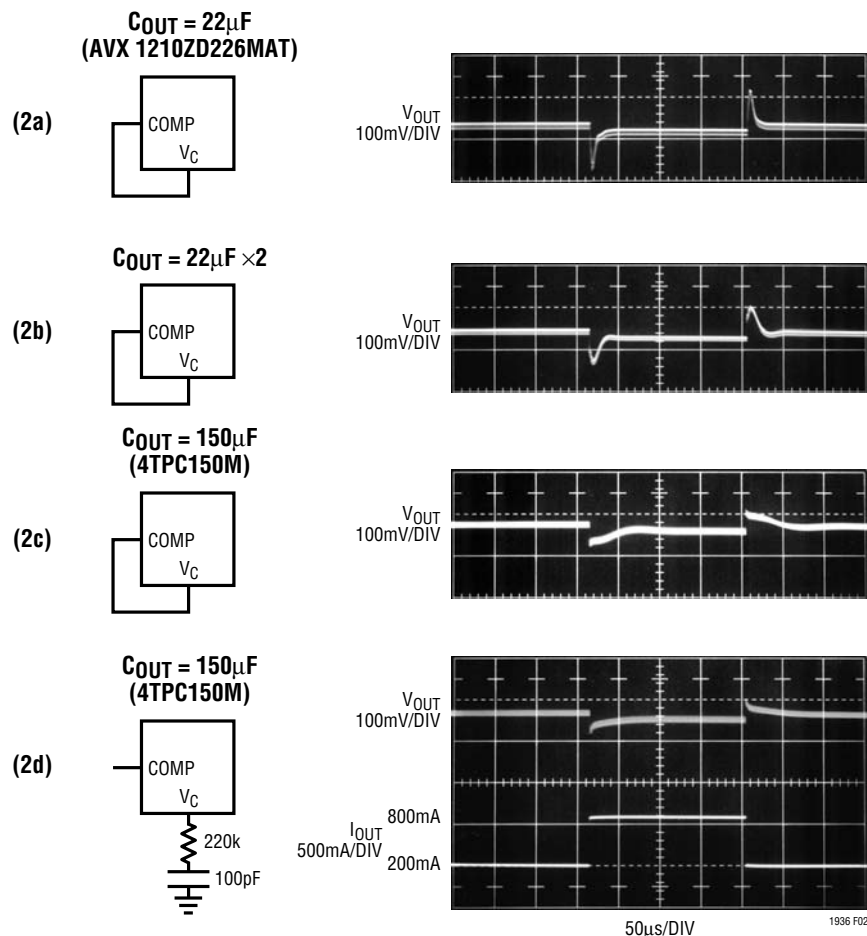 COUT = 22µF
(AVX 1210ZD226MAT)
(2a)
COMP
VC
VOUT
100mV/DIV
COUT = 22µF ×2
(2b)
COMP
VC
VOUT
100mV/DIV
COUT = 150µF
(4TPC150M)
(2c)
COMP
VC
VOUT
100mV/DIV
COUT = 150µF
(4TPC150M)
(2d)
COMP
VC
220k
100pF
VOUT
100mV/DIV
800mA
IOUT
500mA/DIV
200mA
50µs/DIV
1936 F02